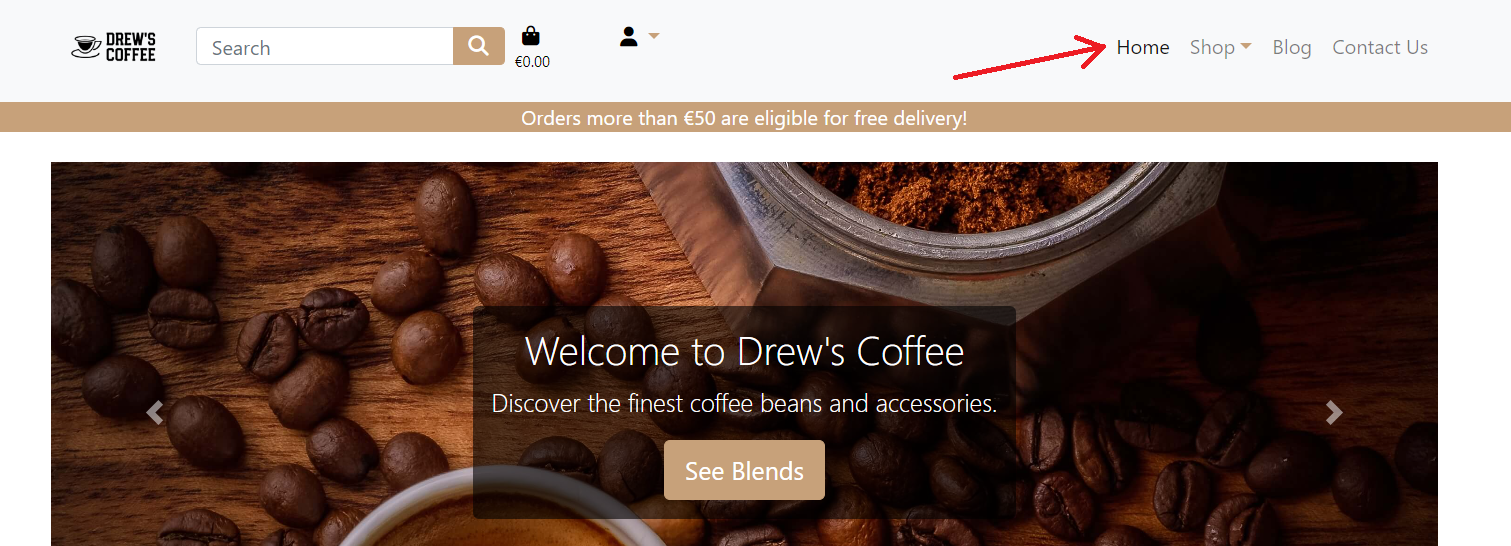 DREW'S
COFFEE
Search
€0.00
Home Shop Blog Contact Us
Orders more than €50 are eligible for free delivery!
Welcome to Drew's Coffee
Discover the finest coffee beans and accessories.
See Blends